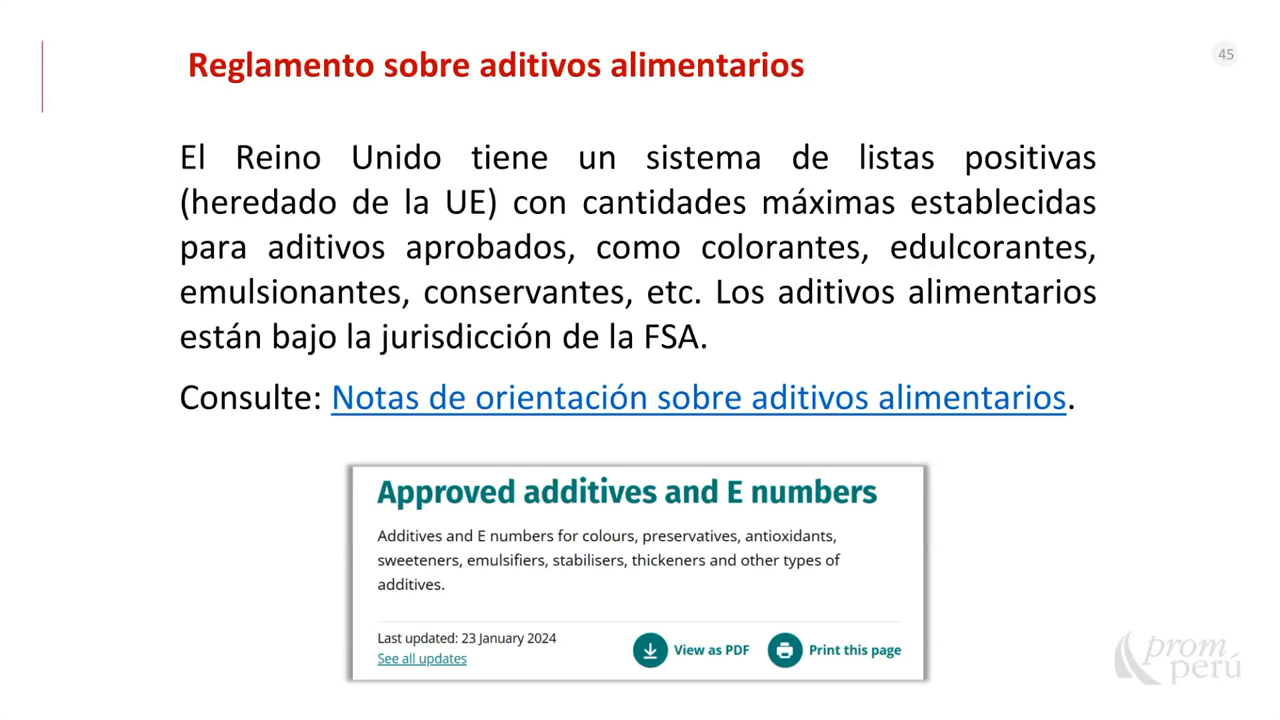 Reglamento sobre aditivos alimentarios
45
El Reino Unido tiene un sistema de listas positivas
(heredado de la UE) con cantidades máximas establecidas
para aditivos aprobados, como colorantes, edulcorantes,
emulsionantes, conservantes, etc. Los aditivos alimentarios
están bajo la jurisdicción de la FSA.
Consulte: Notas de orientación sobre aditivos alimentarios.
Approved additives and E numbers
Additives and E numbers for colours, preservatives, antioxidants,
sweeteners, emulsifiers, stabilisers, thickeners and other types of
additives.
Last updated: 23 January 2024
See all updates
View as PDF
Print this page
prom
perú